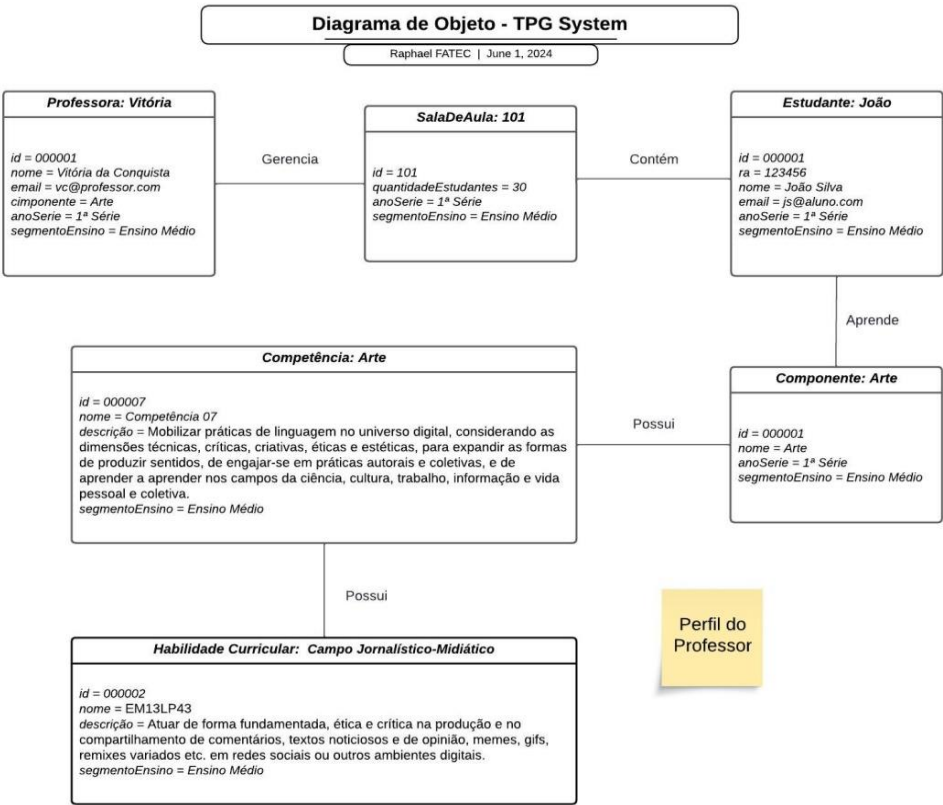 Diagrama de Objeto - TPG System
Raphael FATEC | June 1, 2024
Professora: Vitória
id = 000001
nome = Vitória da Conquista
email = vc@professor.com
cimponente = Arte
anoSerie = 1ª Série
segmentoEnsino = Ensino Médio
Gerencia
SalaDeAula: 101
id = 101
quantidadeEstudantes = 30
anoSerie = 1ª Série
segmentoEnsino = Ensino Médio
Contém
Estudante: João
id = 000001
ra = 123456
nome = João Silva
email = js@aluno.com
anoSerie = 1ª Série
segmentoEnsino = Ensino Médio
Aprende
Componente: Arte
id = 000001
nome = Arte
anoSerie = 1ª Série
segmentoEnsino = Ensino Médio
Possui
Competência: Arte
id = 000007
nome = Competência 07
descrição = Mobilizar práticas de linguagem no universo digital, considerando as
dimensões técnicas, críticas, criativas, éticas e estéticas, para expandir as formas
de produzir sentidos, de engajar-se em práticas autorais e coletivas, e de
aprender a aprender nos campos da ciência, cultura, trabalho, informação e vida
pessoal e coletiva.
segmentoEnsino = Ensino Médio
Possui
Habilidade Curricular: Campo Jornalístico-Midiático
id = 000002
nome = EM13LP43
descrição = Atuar de forma fundamentada, ética e crítica na produção e no
compartilhamento de comentários, textos noticiosos e de opinião, memes, gifs,
remixes variados etc. em redes sociais ou outros ambientes digitais.
segmentoEnsino = Ensino Médio
Perfil do
Professor